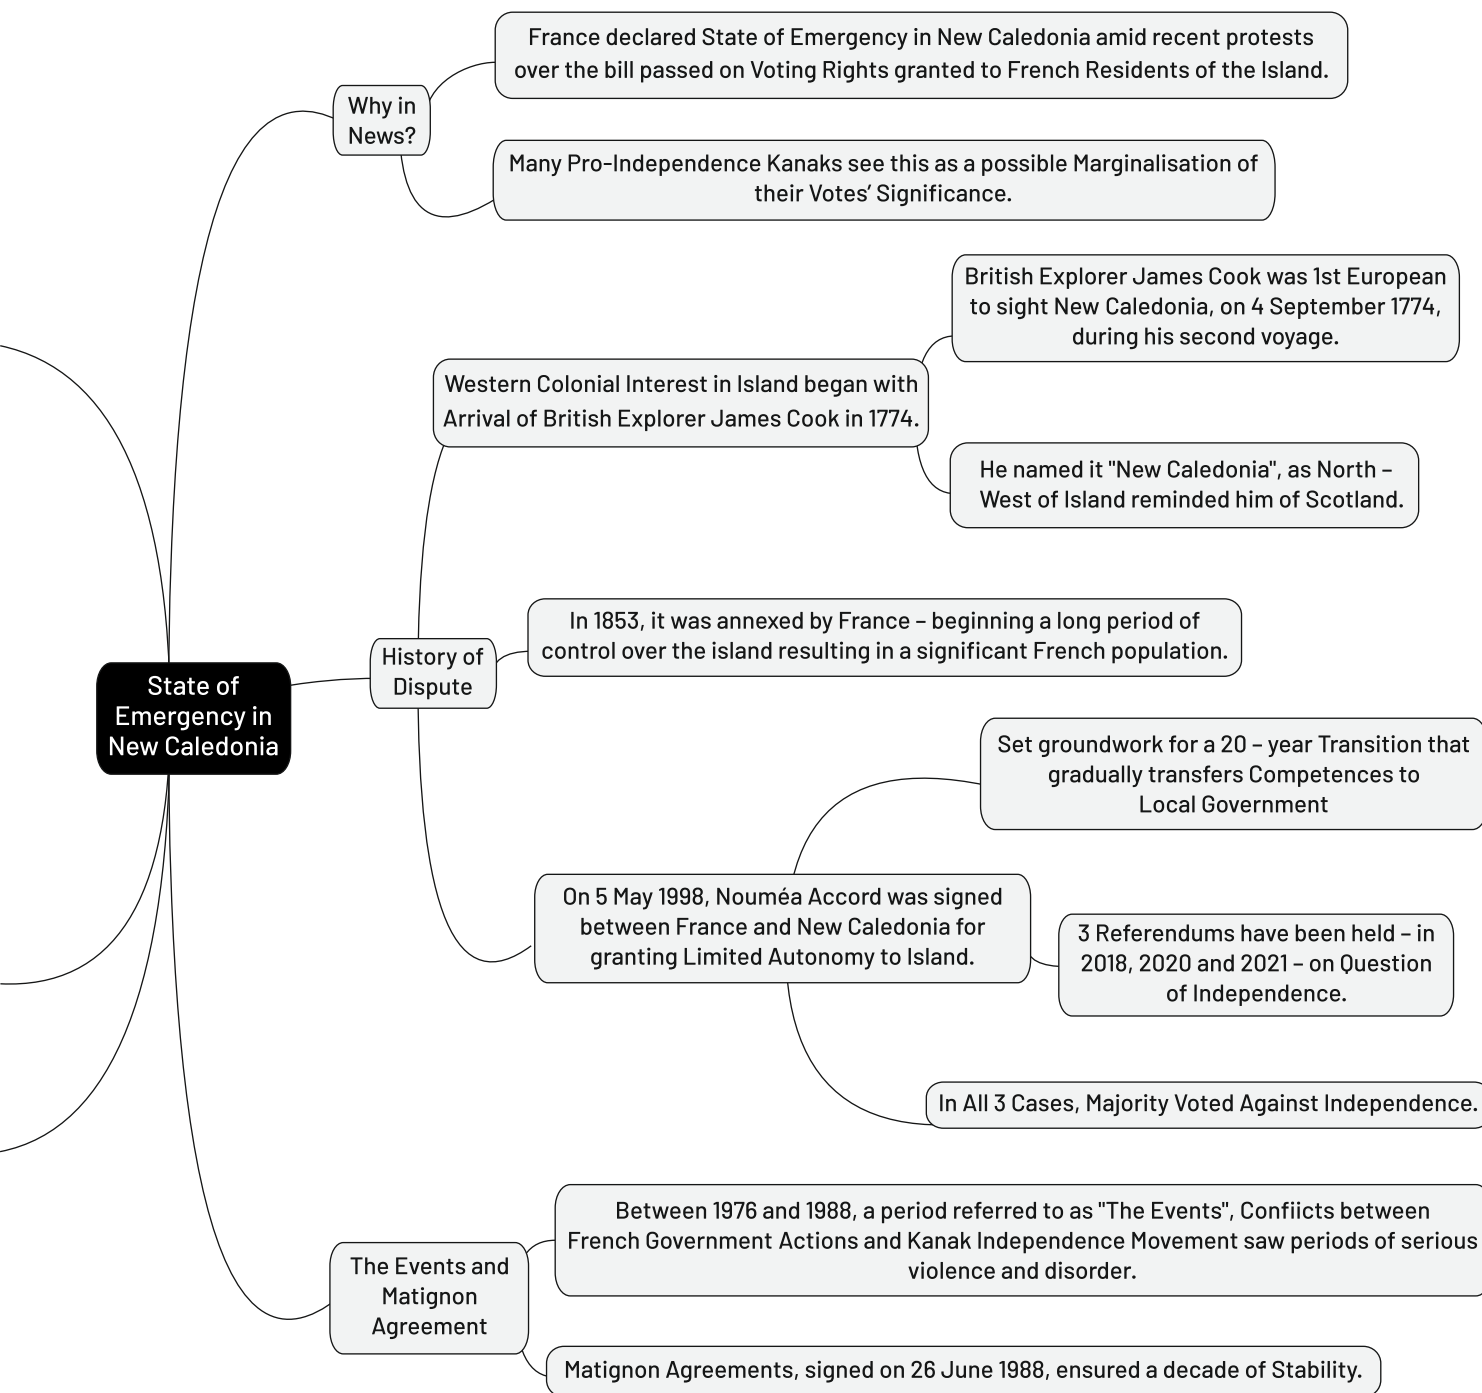 France declared State of Emergency in New Caledonia amid recent protests
over the bill passed on Voting Rights granted to French Residents of the Island.
Why in
News?
Many Pro-Independence Kanaks see this as a possible Marginalisation of
their Votes’ Significance.
British Explorer James Cook was 1st European
to sight New Caledonia, on 4 September 1774,
during his second voyage.
Western Colonial Interest in Island began with
Arrival of British Explorer James Cook in 1774.
He named it "New Caledonia", as North –
West of Island reminded him of Scotland.
In 1853, it was annexed by France – beginning a long period of
control over the island resulting in a significant French population.
History of
Dispute
State of
Emergency in
New Caledonia
Set groundwork for a 20 – year Transition that
gradually transfers Competences to
Local Government
On 5 May 1998, Nouméa Accord was signed
between France and New Caledonia for
granting Limited Autonomy to Island.
3 Referendums have been held – in
2018, 2020 and 2021 – on Question
of Independence.
In All 3 Cases, Majority Voted Against Independence.
Between 1976 and 1988, a period referred to as "The Events", Confiicts between
French Government Actions and Kanak Independence Movement saw periods of serious
violence and disorder.
The Events and
Matignon
Agreement
Matignon Agreements, signed on 26 June 1988, ensured a decade of Stability.